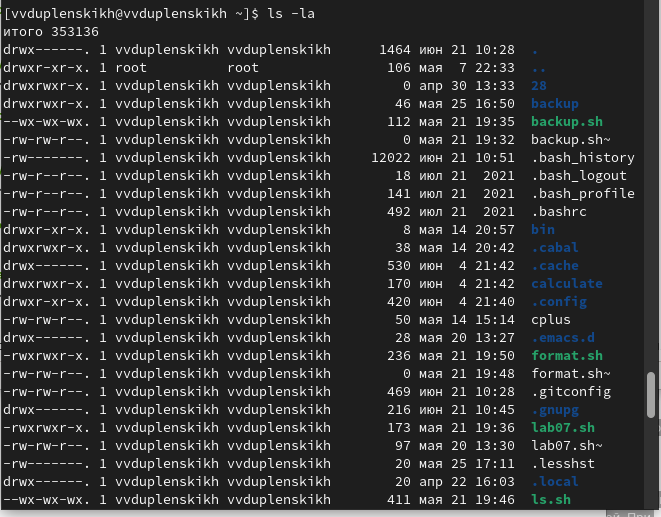 [vvduplenskikh@vvduplenskikh ~]$ ls -la
итого 353136
drwx------. 1 vvduplenskikh vvduplenskikh 1464 июн 21 10:28 .
drwxr-xr-x. 1 root root 106 мая 7 22:33 ..
drwxrwxr-x. 1 vvduplenskikh vvduplenskikh 0 апр 30 13:33 28
drwxrwxr-x. 1 vvduplenskikh vvduplenskikh 46 мая 25 16:50 backup
--wx-wx-wx. 1 vvduplenskikh vvduplenskikh 112 мая 21 19:35 backup.sh
-rw-rw-r--. 1 vvduplenskikh vvduplenskikh 0 мая 21 19:32 backup.sh~
-rw-------. 1 vvduplenskikh vvduplenskikh 12022 июн 21 10:51 .bash_history
-rw-r--r--. 1 vvduplenskikh vvduplenskikh 18 июл 21 2021 .bash_logout
-rw-r--r--. 1 vvduplenskikh vvduplenskikh 141 июл 21 2021 .bash_profile
-rw-r--r--. 1 vvduplenskikh vvduplenskikh 492 июл 21 2021 .bashrc
drwxr-xr-x. 1 vvduplenskikh vvduplenskikh 8 мая 14 20:57 bin
drwxrwxr-x. 1 vvduplenskikh vvduplenskikh 38 мая 14 20:42 .cabal
drwx------. 1 vvduplenskikh vvduplenskikh 530 июн 4 21:42 .cache
drwxrwxr-x. 1 vvduplenskikh vvduplenskikh 170 июн 4 21:42 calculate
drwxr-xr-x. 1 vvduplenskikh vvduplenskikh 420 июн 4 21:40 .config
-rw-rw-r--. 1 vvduplenskikh vvduplenskikh 50 мая 14 15:14 cplus
drwx------. 1 vvduplenskikh vvduplenskikh 28 мая 20 13:27 .emacs.d
-rwxrwxr-x. 1 vvduplenskikh vvduplenskikh 236 мая 21 19:50 format.sh
-rw-rw-r--. 1 vvduplenskikh vvduplenskikh 0 мая 21 19:48 format.sh~
-rw-rw-r--. 1 vvduplenskikh vvduplenskikh 469 июн 21 10:28 .gitconfig
drwx------. 1 vvduplenskikh vvduplenskikh 216 июн 21 10:45 .gnupg
-rwxrwxr-x. 1 vvduplenskikh vvduplenskikh 173 мая 21 19:36 lab07.sh
-rw-rw-r--. 1 vvduplenskikh vvduplenskikh 97 мая 20 13:30 lab07.sh~
-rw-------. 1 vvduplenskikh vvduplenskikh 20 мая 25 17:11 .lesshst
drwx------. 1 vvduplenskikh vvduplenskikh 20 апр 22 16:03 .local
--wx-wx-wx. 1 vvduplenskikh vvduplenskikh 411 мая 21 19:46 ls.sh